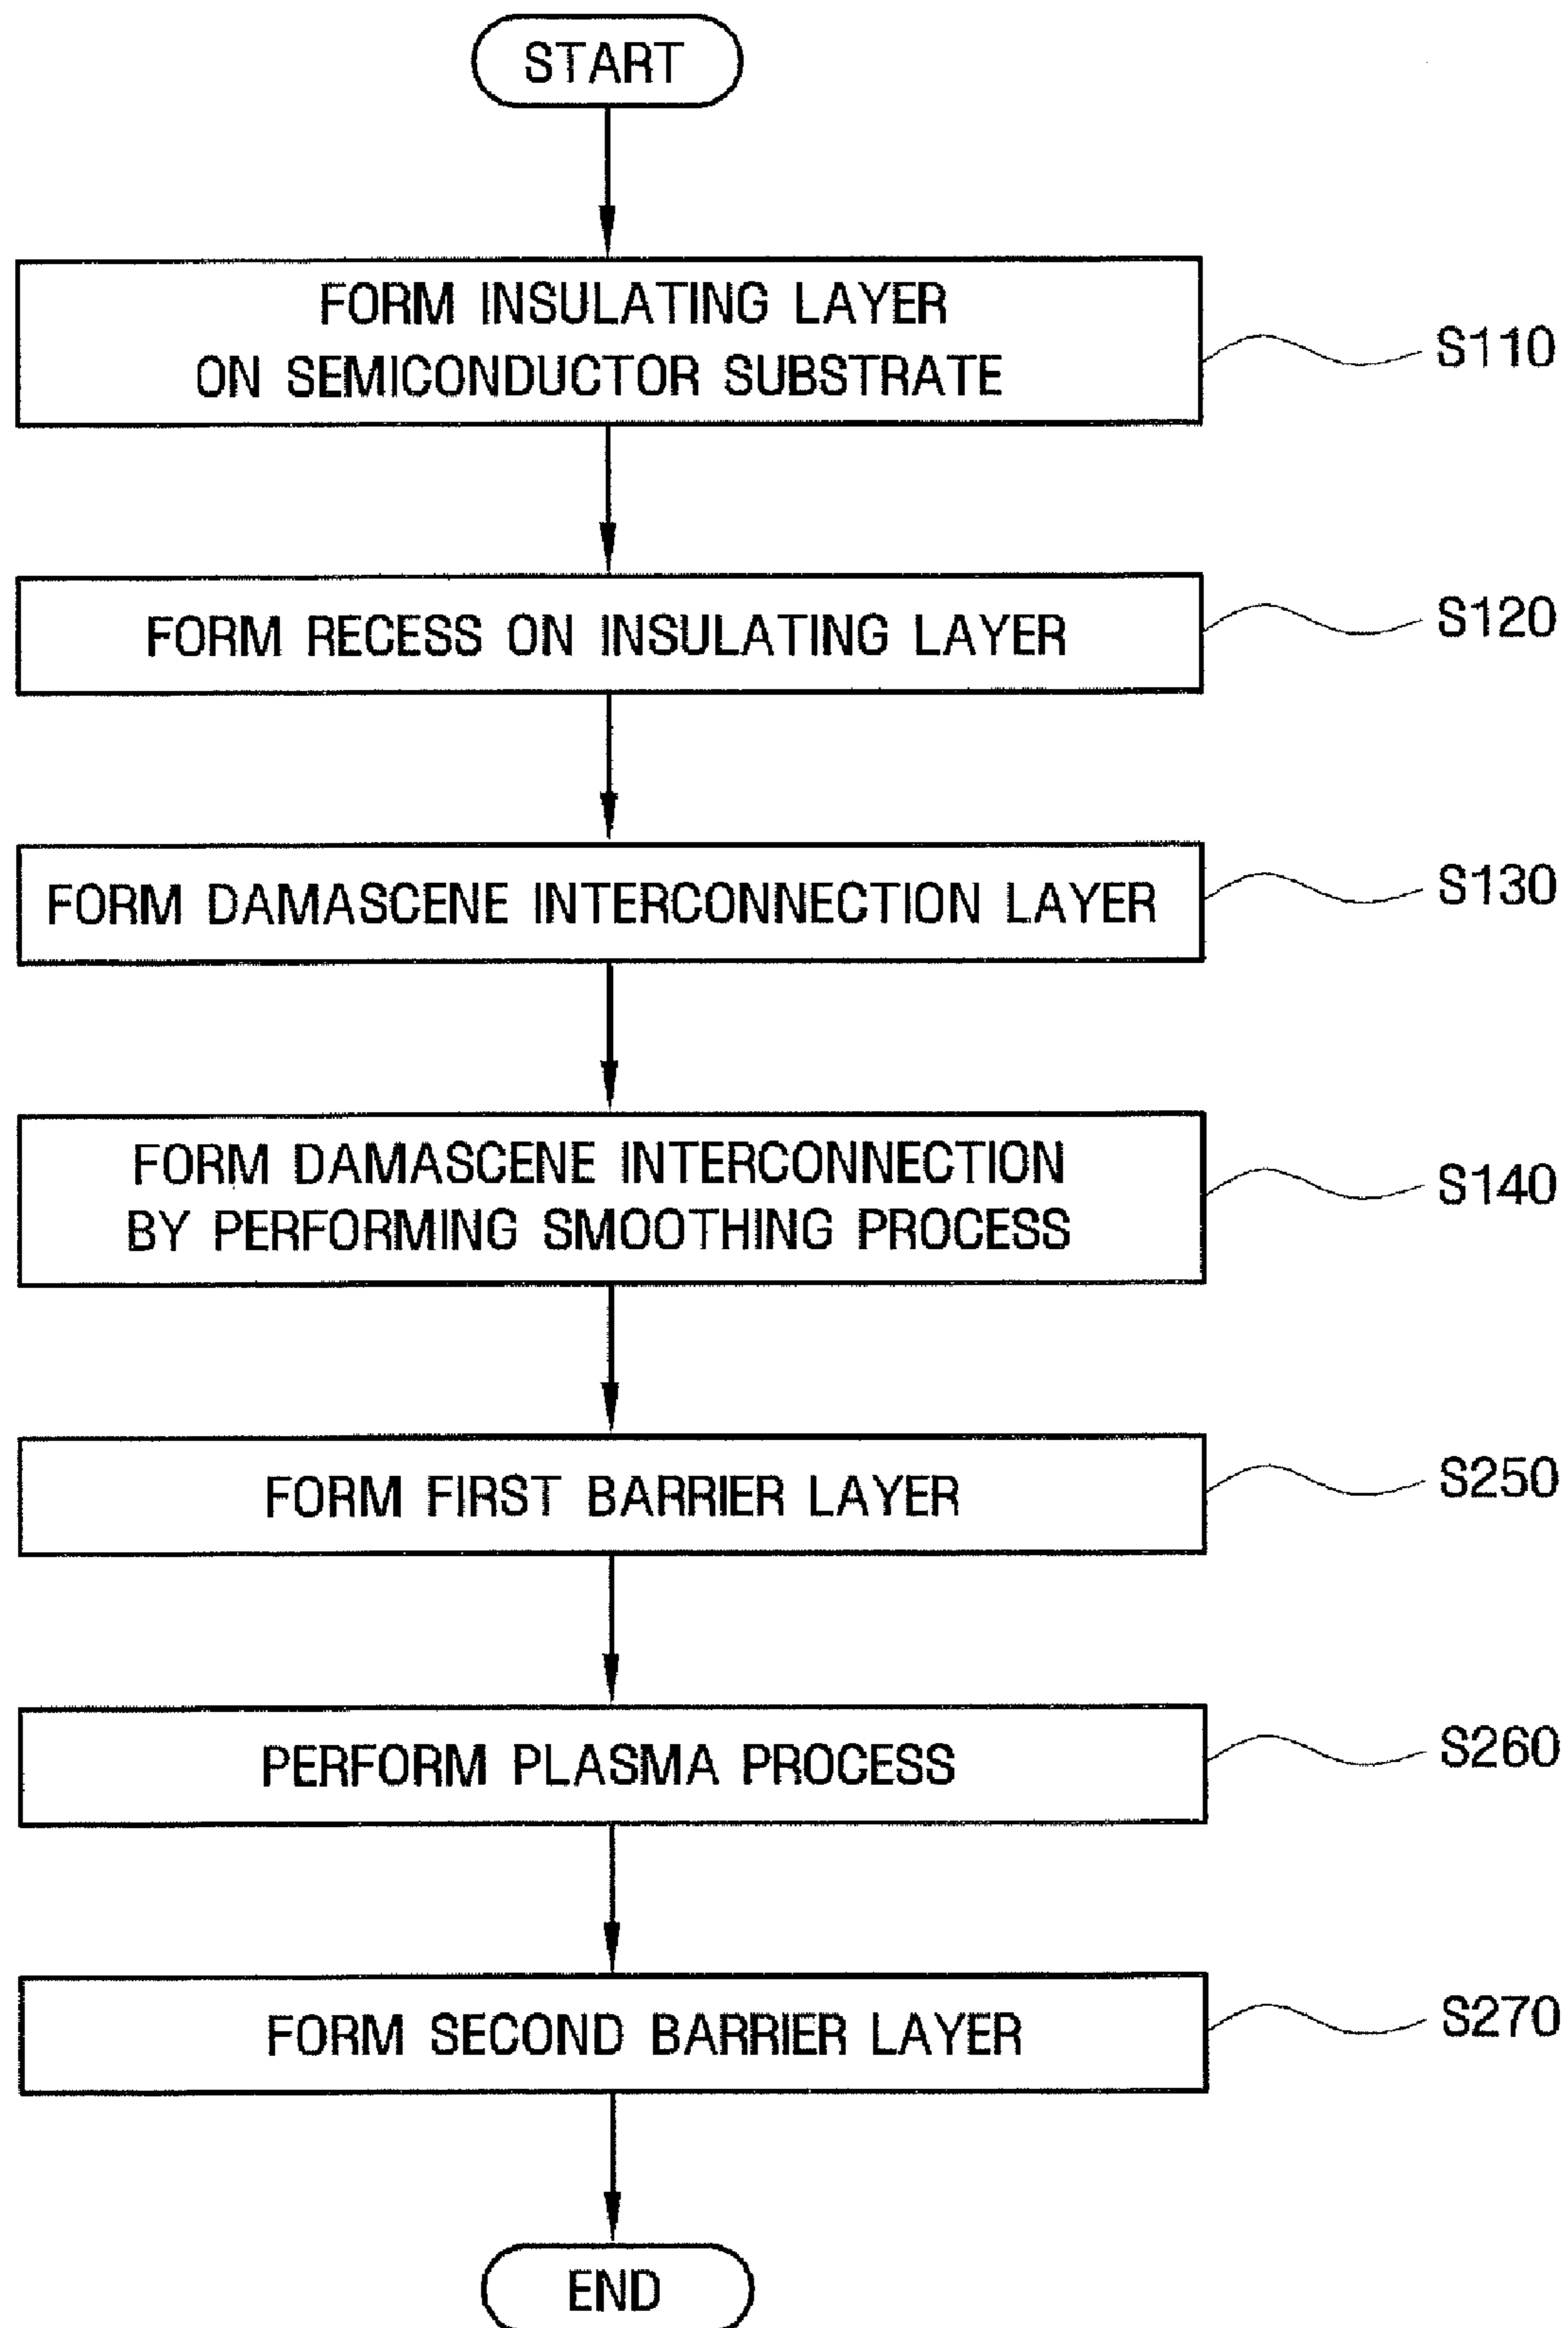 START
FORM INSULATING LAYER
ON SEMICONDUCTOR SUBSTRATE
S110
FORM RECESS ON INSULATING LAYER
S120
FORM DAMASCENE INTERCONNECTION LAYER
S130
FORM DAMASCENE INTERCONNECTION
BY PERFORMING SMOOTHING PROCESS
S140
FORM FIRST BARRIER LAYER
S250
PERFORM PLASMA PROCESS
S260
FORM SECOND BARRIER LAYER
S270
END